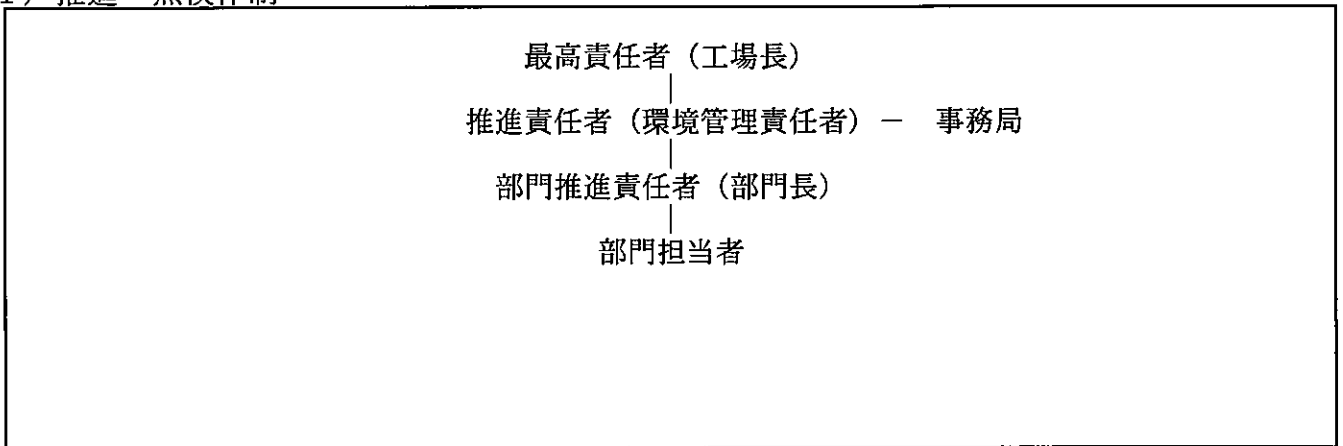 最高責任者（工場長）
推進責任者（環境管理責任者）－　事務局
部門推進責任者（部門長）
部門担当者